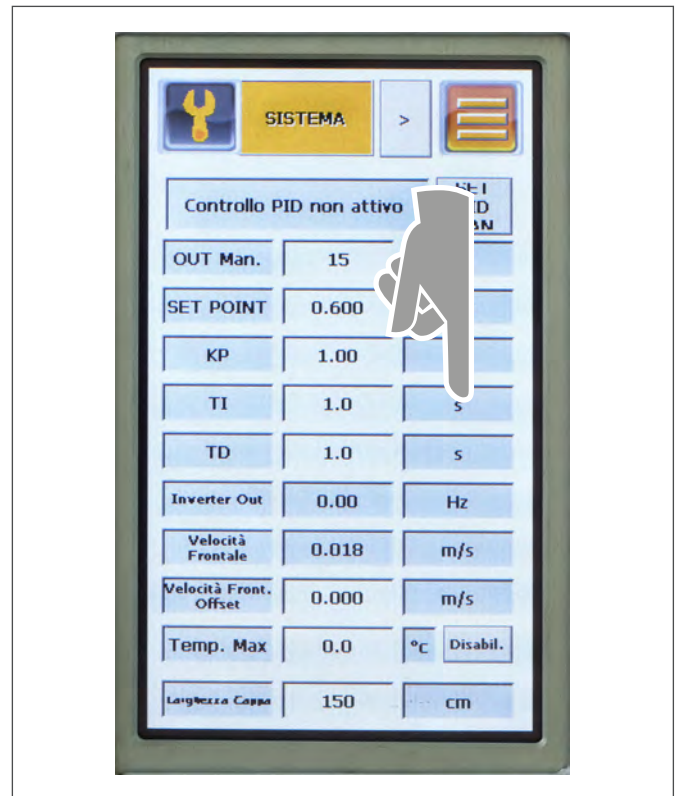 SISTEMA >
Controllo PID non attivo
OUT Man. 15
SET POINT 0.600
KP 1.00
TI 1.0 s
TD 1.0 s
Inverter Out 0.00 Hz
Velocità
Frontale 0.018 m/s
Velocità Front.
Offset 0.000 m/s
Temp. Max 0.0 °C Disabil.
Larghezza Cappa 150 cm